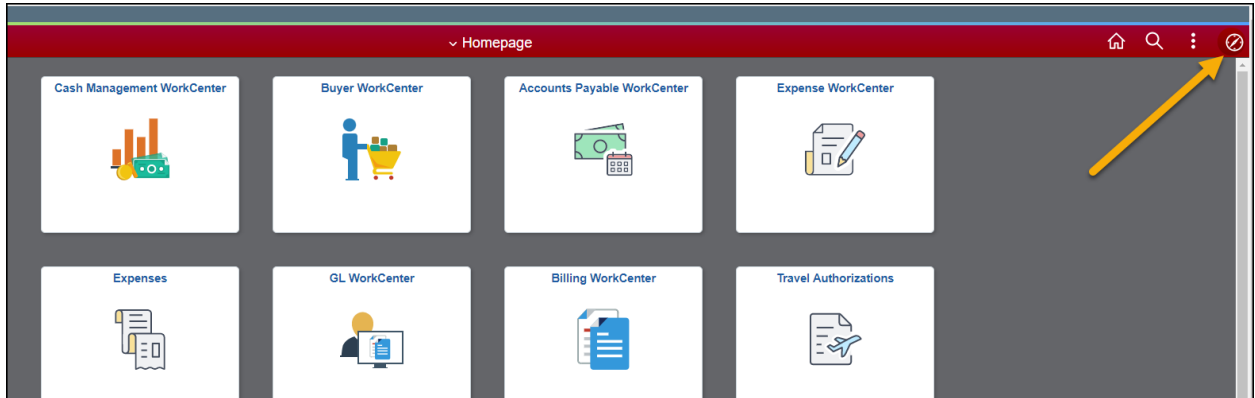 Homepage
Cash Management WorkCenter
Buyer WorkCenter
Accounts Payable WorkCenter
Expense WorkCenter
Expenses
GL WorkCenter
Billing WorkCenter
Travel Authorizations